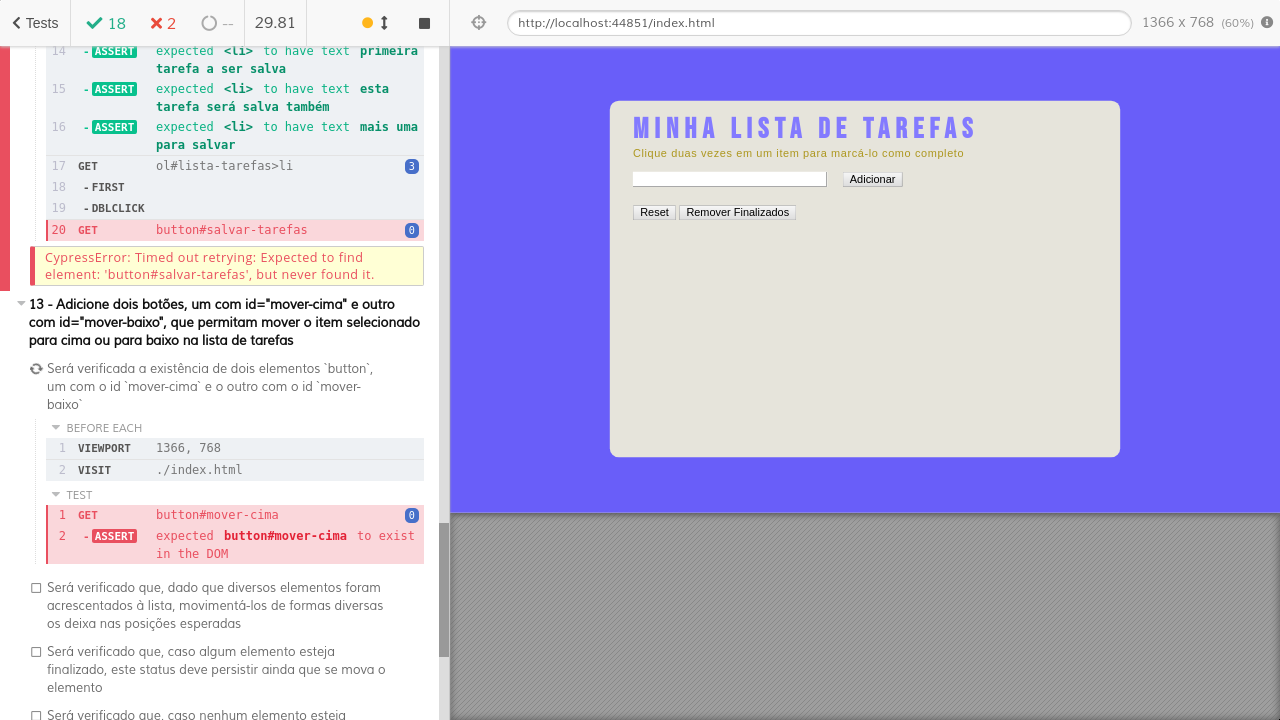 Tests
18
2
--
29.81
http://localhost:44851/index.html
1366 x 768 (60%)
14 - ASSERT expected <li> to have text primeira
tarefa a ser salva
15 - ASSERT expected <li> to have text esta
tarefa será salva também
16 - ASSERT expected <li> to have text mais uma
para salvar
17 GET ol#lista-tarefas>li 3
18 - FIRST
19 - DBLCLICK
20 GET button#salvar-tarefas 0
CypressError: Timed out retrying: Expected to find
element: 'button#salvar-tarefas', but never found it.
13 - Adicione dois botões, um com id="mover-cima" e outro
com id="mover-baixo", que permitam mover o item selecionado
para cima ou para baixo na lista de tarefas
Será verificada a existência de dois elementos `button`,
um com o id `mover-cima` e o outro com o id `mover-
baixo`
BEFORE EACH
1 VIEWPORT 1366, 768
2 VISIT ./index.html
TEST
1 GET button#mover-cima 0
2 - ASSERT expected button#mover-cima to exist
in the DOM
Será verificado que, dado que diversos elementos foram
acrescentados à lista, movimentá-los de formas diversas
os deixa nas posições esperadas
Será verificado que, caso algum elemento esteja
finalizado, este status deve persistir ainda que se mova o
elemento
Será verificado que, caso nenhum elemento esteja
MINHA LISTA DE TAREFAS
Clique duas vezes em um item para marcá-lo como completo
Adicionar
Reset Remover Finalizados